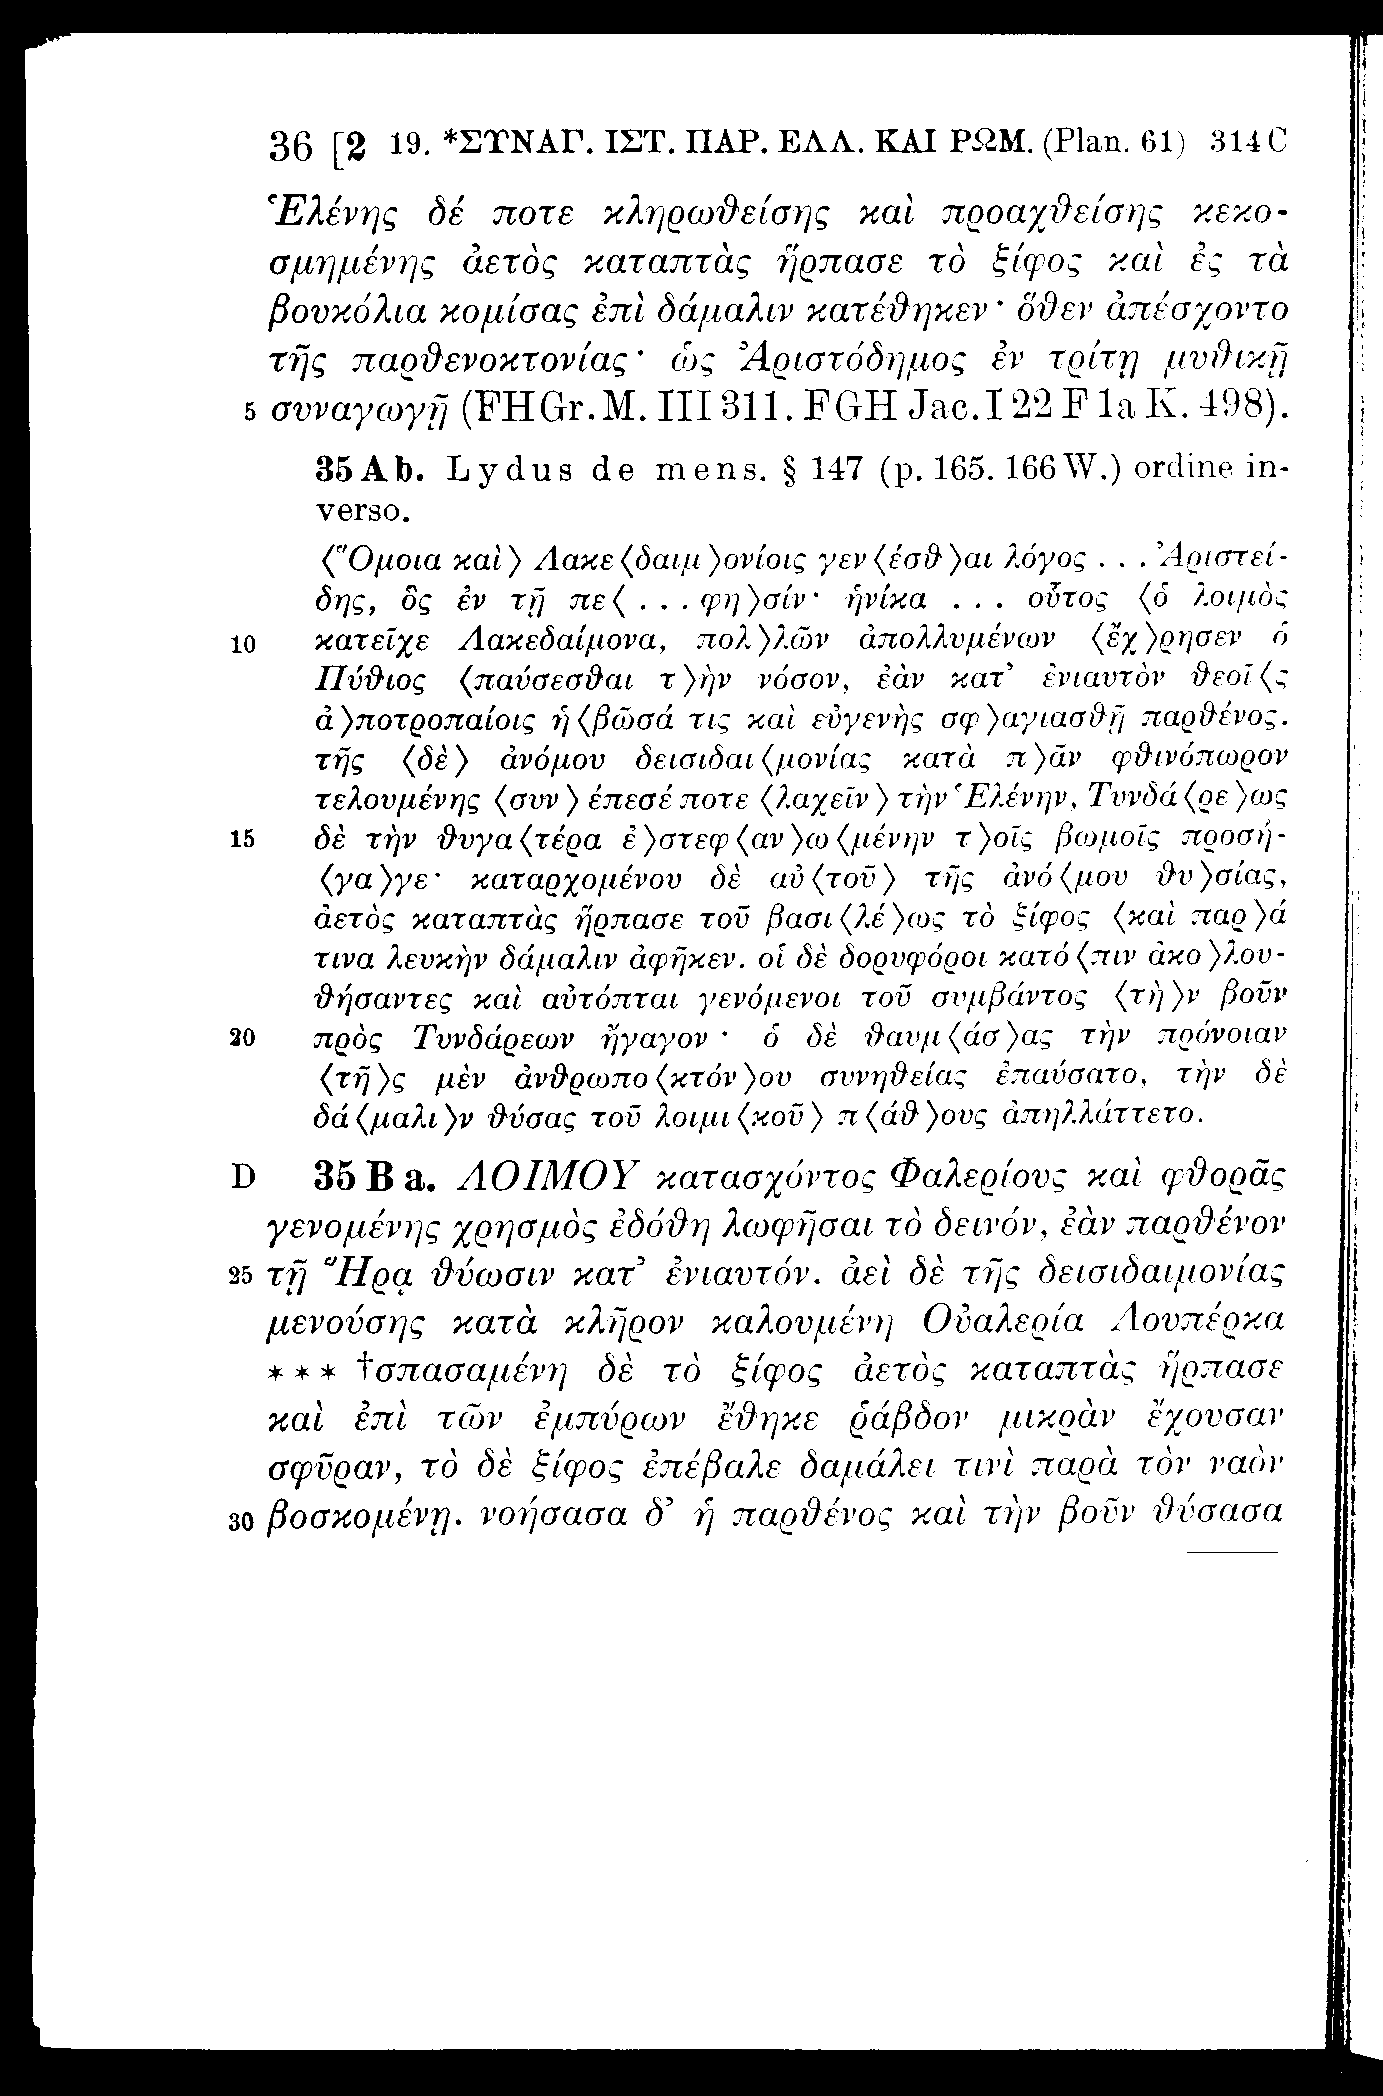 36 [2 19. *ΣΥΝΑΓ. ΙΣΤ. ΠΑΡ. ΕΛΛ. ΚΑΙ ΡΩΜ. (Plan. 61) 314 C
Ἑλένης δέ ποτε κληρωθείσης καὶ προαχθείσης κεκο-
σμημένης ἀετὸς καταπτὰς ἥρπασε τὸ ξίφος καὶ ἐς τὰ
βουκόλια κομίσας ἐπὶ δάμαλιν κατέθηκεν· ὅθεν ἀπέσχοντο
τῆς παρθενοκτονίας· ὡς Ἀριστόδημος ἐν τρίτῃ μυθικῇ
5 συναγωγῇ (FHGr. M. III 311. FGH Jac. I 22 F 1a K. 498).
35 A b. Lydus de mens. § 147 (p. 165. 166 W.) ordine in-
verso.
⟨Ὅμοια καὶ⟩ Λακε⟨δαιμ⟩ονίοις γεν⟨έσθ⟩αι λόγος . . . Ἀριστεί-
δης, ὃς ἐν τῇ πε⟨ . . . φη⟩σίν· ἡνίκα . . . οὗτος ⟨ὁ λοιμὸς
10 κατεῖχε Λακεδαίμονα, πολ⟩λῶν ἀπολλυμένων ⟨ἔχ⟩ρησεν ὁ
Πύθιος ⟨παύσεσθαι τ⟩ὴν νόσον, ἐὰν κατ’ ἐνιαυτὸν θεοῖ⟨ς
ἀ⟩ποτροπαίοις ἡ⟨βῶσά τις καὶ εὐγενὴς σφ⟩αγιασθῇ παρθένος.
τῆς ⟨δὲ⟩ ἀνόμου δεισιδαι⟨μονίας κατὰ π⟩ᾶν φθινόπωρον
τελουμένης ⟨συν⟩έπεσέ ποτε ⟨λαχεῖν⟩ τὴν Ἑλένην, Τυνδά⟨ρε⟩ως
15 δὲ τὴν θυγα⟨τέρα ἐ⟩στεφ⟨αν⟩ω⟨μένην τ⟩οῖς βωμοῖς προσή-
⟨γα⟩γε· καταρχομένου δὲ αὐ⟨τοῦ⟩ τῆς ἀνό⟨μου θυ⟩σίας,
ἀετὸς καταπτὰς ἥρπασε τοῦ βασι⟨λέ⟩ως τὸ ξίφος ⟨καὶ παρ⟩ά
τινα λευκὴν δάμαλιν ἀφῆκεν. οἱ δὲ δορυφόροι κατό⟨πιν ἀκο⟩λου-
θήσαντες καὶ αὐτόπται γενόμενοι τοῦ συμβάντος ⟨τὴ⟩ν βοῦν
20 πρὸς Τυνδάρεων ἤγαγον· ὁ δὲ θαυμ⟨άσ⟩ας τὴν πρόνοιαν
⟨τῆ⟩ς μὲν ἀνθρωπο⟨κτόν⟩ου συνηθείας ἐπαύσατο, τὴν δὲ
δά⟨μαλι⟩ν θύσας τοῦ λοιμι⟨κοῦ⟩ π⟨άθ⟩ους ἀπηλλάττετο.
D 35 B a. ΛΟΙΜΟΥ κατασχόντος Φαλερίους καὶ φθορᾶς
γενομένης χρησμὸς ἐδόθη λωφῆσαι τὸ δεινόν, ἐὰν παρθένον
25 τῇ Ἥρᾳ θύωσιν κατ’ ἐνιαυτόν. ἀεὶ δὲ τῆς δεισιδαιμονίας
μενούσης κατὰ κλῆρον καλουμένη Οὐαλερία Λουπέρκα
*** †σπασαμένη δὲ τὸ ξίφος ἀετὸς καταπτὰς ἥρπασε
καὶ ἐπὶ τῶν ἐμπύρων ἔθηκε ῥάβδον μικρὰν ἔχουσαν
σφῦραν, τὸ δὲ ξίφος ἐπέβαλε δαμάλει τινὶ παρὰ τὸν ναὸν
30 βοσκομένῃ. νοήσασα δ’ ἡ παρθένος καὶ τὴν βοῦν θύσασα